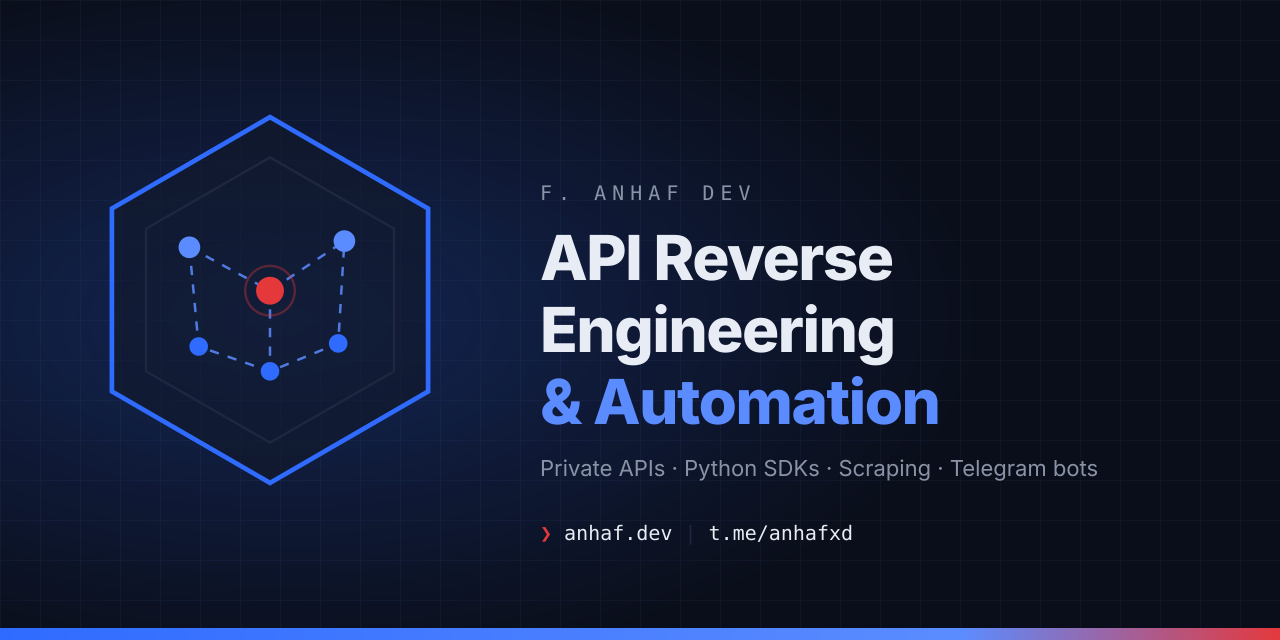 F. ANHAF DEV
API Reverse
Engineering
& Automation
Private APIs · Python SDKs · Scraping · Telegram bots
❯ anhaf.dev | t.me/anhafxd